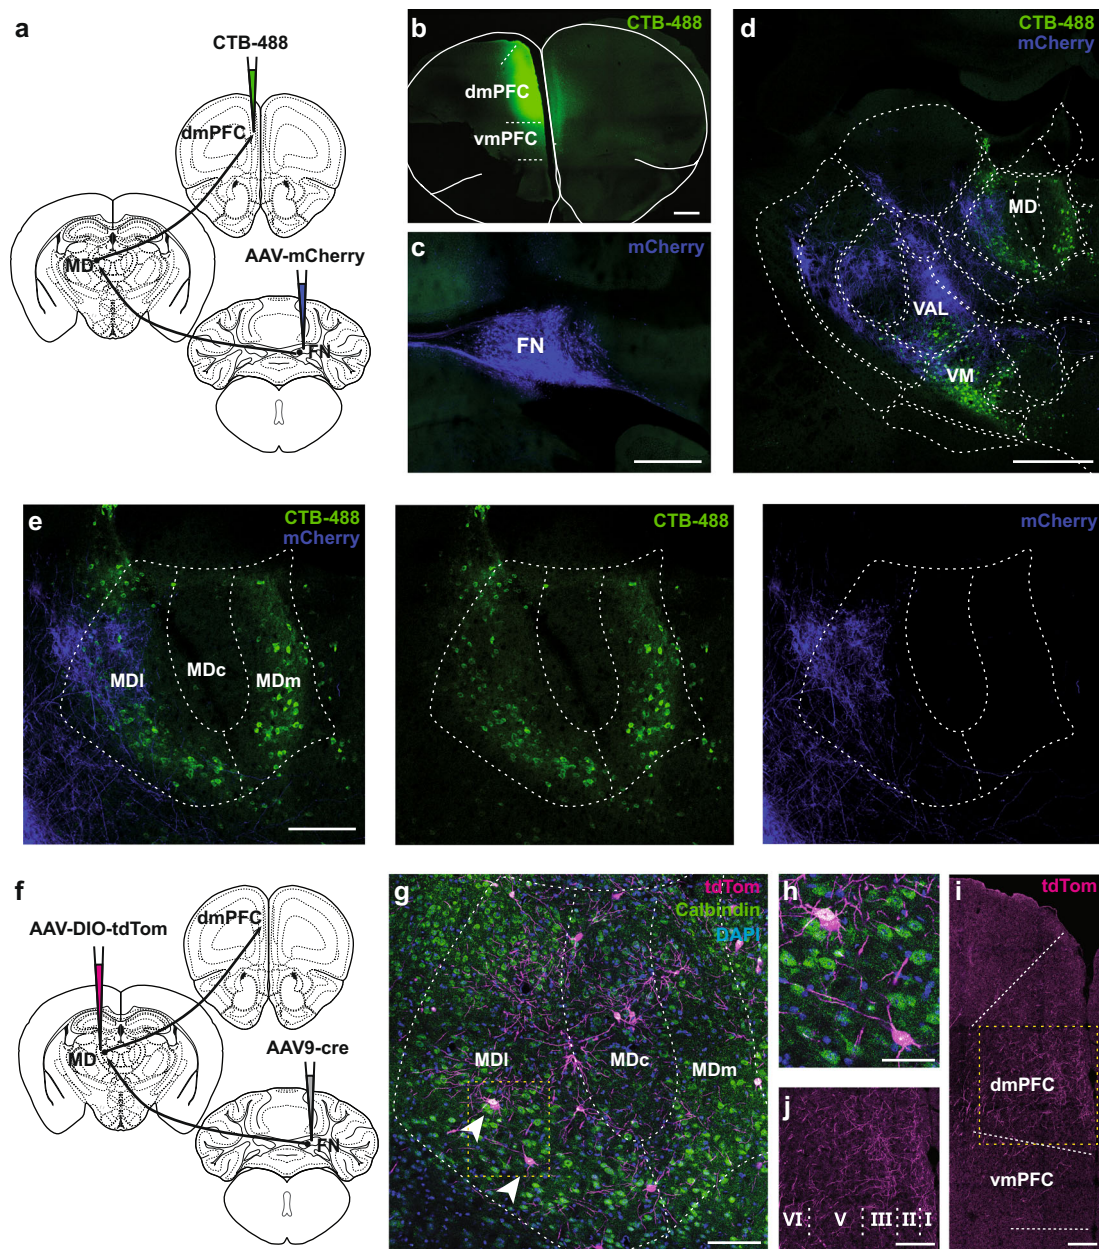 a
CTB-488
dmPFC
MD
AAV-mCherry
FN
b
CTB-488
dmPFC
vmPFC
c
mCherry
FN
d
CTB-488
mCherry
MD
VAL
VM
e
CTB-488
mCherry
MDl
MDc
MDm
CTB-488
mCherry
f
AAV-DIO-tdTom
dmPFC
MD
AAV9-cre
FN
g
tdTom
Calbindin
DAPI
MDl
MDc
MDm
h
i
tdTom
dmPFC
vmPFC
j
VI V III II I